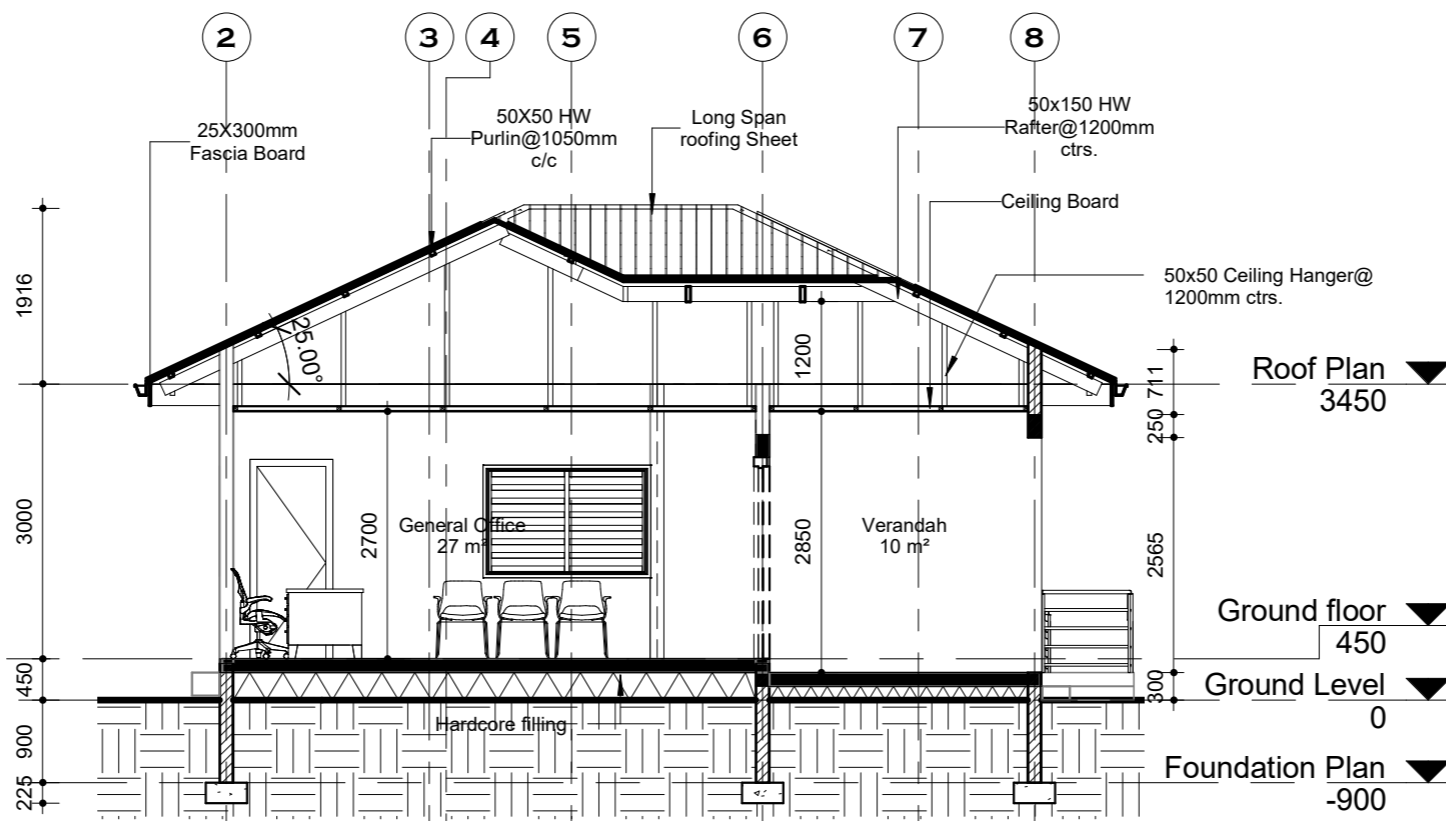 2
3
4
5
6
7
8
25X300mm
Fascia Board
50X50 HW
Purlin@1050mm
c/c
Long Span
roofing Sheet
50x150 HW
Rafter@1200mm
ctrs.
Ceiling Board
50x50 Ceiling Hanger@
1200mm ctrs.
1916
25.00°
1200
711
Roof Plan
3450
250
3000
2700
General Office
27 m²
2850
Verandah
10 m²
2565
Ground floor
450
450
300
Ground Level
0
Hardcore filling
900
225
Foundation Plan
-900